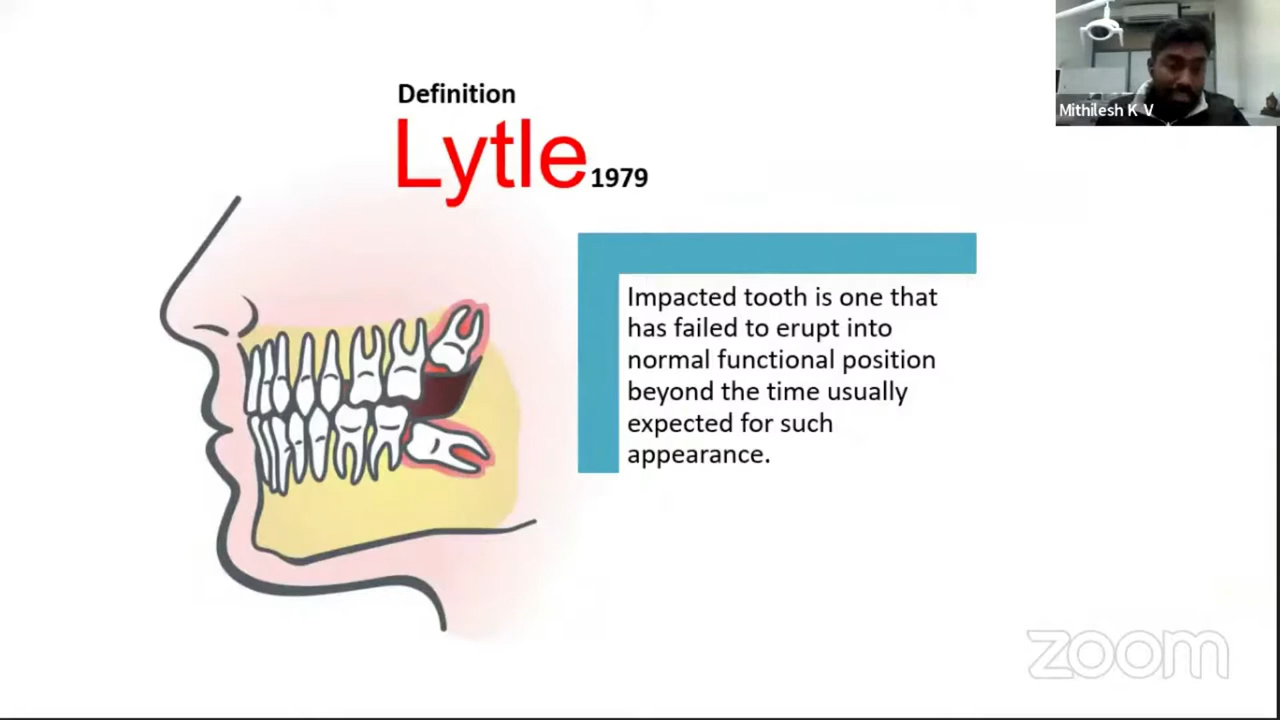 Mithilesh K V
Definition
Lytle 1979
Impacted tooth is one that
has failed to erupt into
normal functional position
beyond the time usually
expected for such
appearance.
zoom